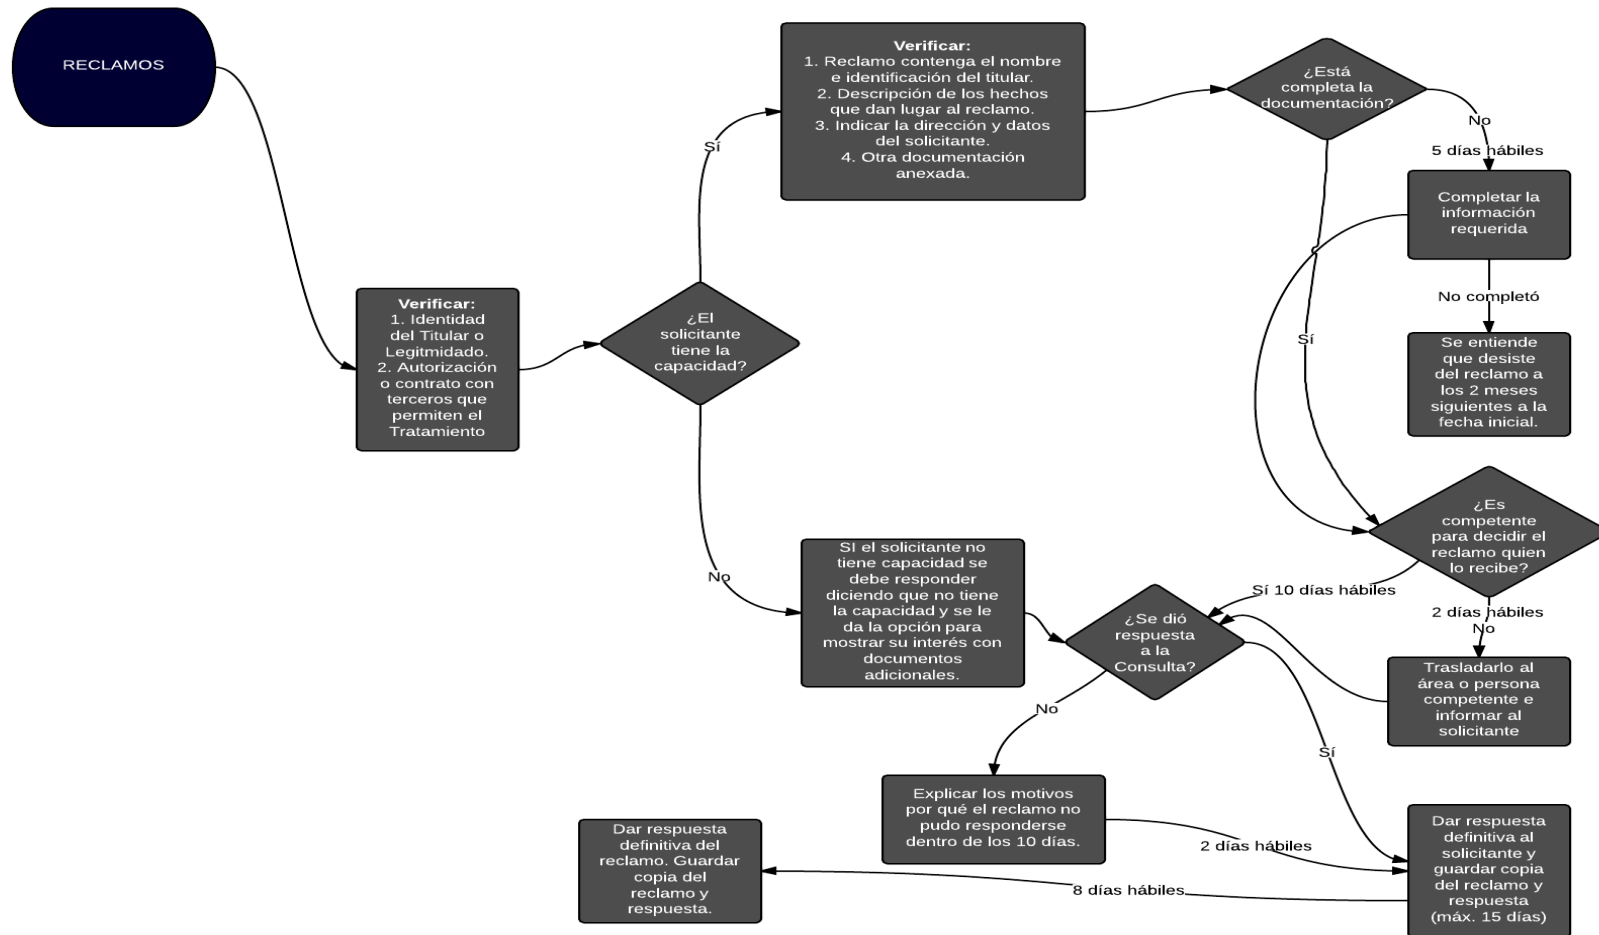 RECLAMOS
Verificar:
1. Identidad
del Titular o
Legitmidado.
2. Autorización
o contrato con
terceros que
permiten el
Tratamiento
¿El
solicitante
tiene la
capacidad?
Sí
Verificar:
1. Reclamo contenga el nombre
e identificación del titular.
2. Descripción de los hechos
que dan lugar al reclamo.
3. Indicar la dirección y datos
del solicitante.
4. Otra documentación
anexada.
¿Está
completa la
documentación?
No
5 días hábiles
Completar la
información
requerida
No completó
Se entiende
que desiste
del reclamo a
los 2 meses
siguientes a la
fecha inicial.
Sí
¿Es
competente
para decidir el
reclamo quien
lo recibe?
Sí 10 días hábiles
2 días hábiles
No
Trasladarlo al
área o persona
competente e
informar al
solicitante
No
SI el solicitante no
tiene capacidad se
debe responder
diciendo que no tiene
la capacidad y se le
da la opción para
mostrar su interés con
documentos
adicionales.
¿Se dió
respuesta
a la
Consulta?
No
Sí
Explicar los motivos
por qué el reclamo no
pudo responderse
dentro de los 10 días.
2 días hábiles
Dar respuesta
definitiva al
solicitante y
guardar copia
del reclamo y
respuesta
(máx. 15 días)
8 días hábiles
Dar respuesta
definitiva del
reclamo. Guardar
copia del
reclamo y
respuesta.